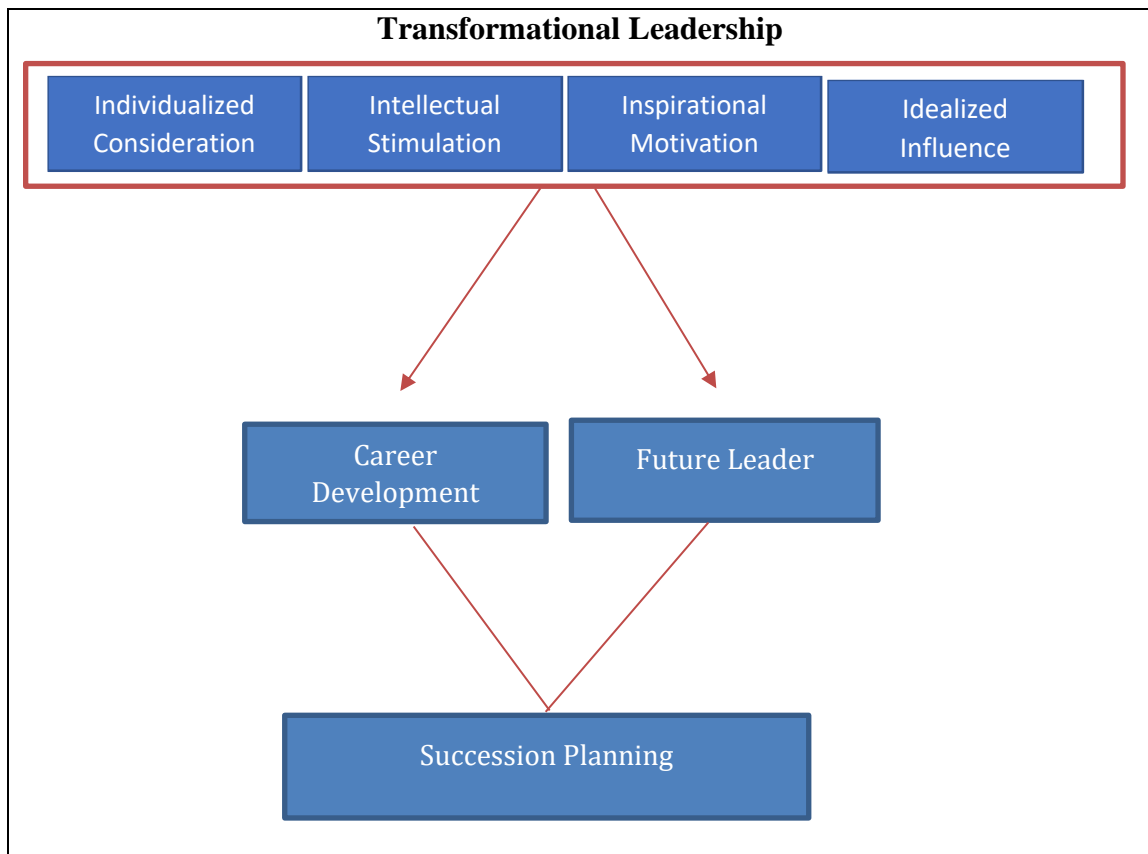 Transformational Leadership
Individualized
Consideration
Intellectual
Stimulation
Inspirational
Motivation
Idealized
Influence
Career
Development
Future Leader
Succession Planning